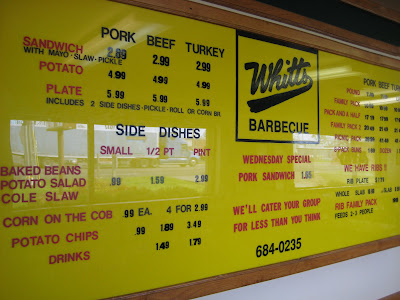 PORK BEEF TURKEY
SANDWICH 2.69 2.99 2.99
WITH MAYO-SLAW-PICKLE
POTATO 4.99 4.99 4.99
PLATE 5.99 5.99 5.99
INCLUDES 2 SIDE DISHES-PICKLE-ROLL OR CORN BR
SIDE DISHES
SMALL 1/2 PT PINT
BAKED BEANS
POTATO SALAD .99 1.59 2.99
COLE SLAW
CORN ON THE COB .99 EA. 4 FOR 2.99
POTATO CHIPS .99 1.89 3.49
DRINKS 1.49 1.79
Whitt's
BARBECUE
WEDNESDAY SPECIAL
PORK SANDWICH
WE'LL CATER YOUR GROUP
FOR LESS THAN YOU THINK
684-0235
PORK BEEF TURKEY
POUND
FAMILY PACK
PACK AND A HALF
FAMILY PACK 2
PICNIC PACK
WE HAVE RIBS !!
RIB PLATE
WHOLE SLAB
RIB FAMILY PACK
FEEDS 2-3 PEOPLE